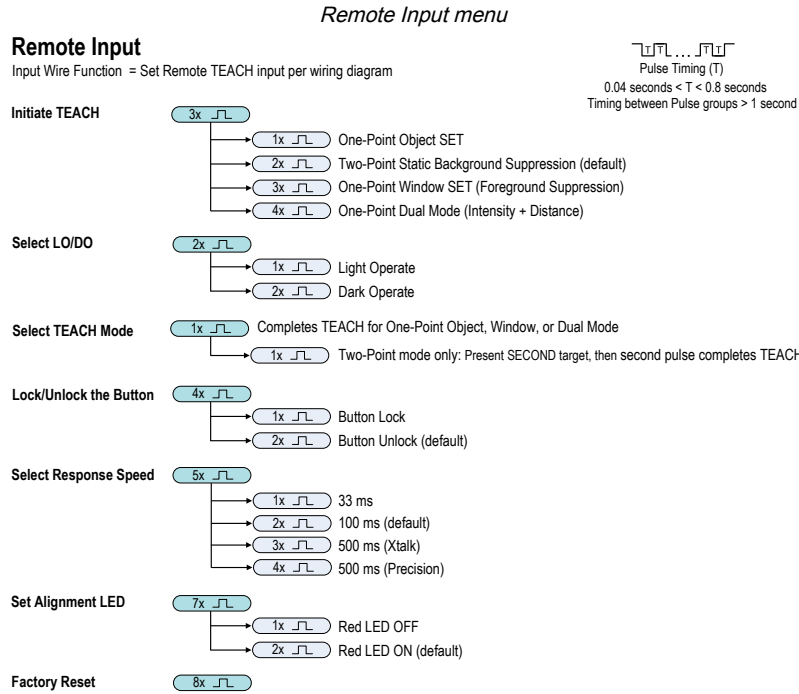 Remote Input menu
Remote Input
Input Wire Function = Set Remote TEACH input per wiring diagram
T T ... T T
Pulse Timing (T)
0.04 seconds < T < 0.8 seconds
Timing between Pulse groups > 1 second
Initiate TEACH 3x
1x One-Point Object SET
2x Two-Point Static Background Suppression (default)
3x One-Point Window SET (Foreground Suppression)
4x One-Point Dual Mode (Intensity + Distance)
Select LO/DO 2x
1x Light Operate
2x Dark Operate
Select TEACH Mode 1x Completes TEACH for One-Point Object, Window, or Dual Mode
1x Two-Point mode only: Present SECOND target, then second pulse completes TEACH
Lock/Unlock the Button 4x
1x Button Lock
2x Button Unlock (default)
Select Response Speed 5x
1x 33 ms
2x 100 ms (default)
3x 500 ms (Xtalk)
4x 500 ms (Precision)
Set Alignment LED 7x
1x Red LED OFF
2x Red LED ON (default)
Factory Reset 8x